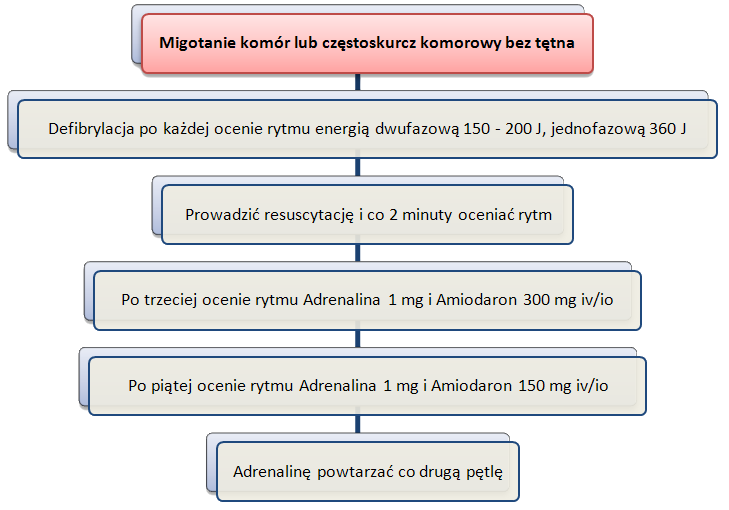 Migotanie komór lub częstoskurcz komorowy bez tętna
Defibrylacja po każdej ocenie rytmu energią dwufazową 150 - 200 J, jednofazową 360 J
Prowadzić resuscytację i co 2 minuty oceniać rytm
Po trzeciej ocenie rytmu Adrenalina 1 mg i Amiodaron 300 mg iv/io
Po piątej ocenie rytmu Adrenalina 1 mg i Amiodaron 150 mg iv/io
Adrenalinę powtarzać co drugą pętlę